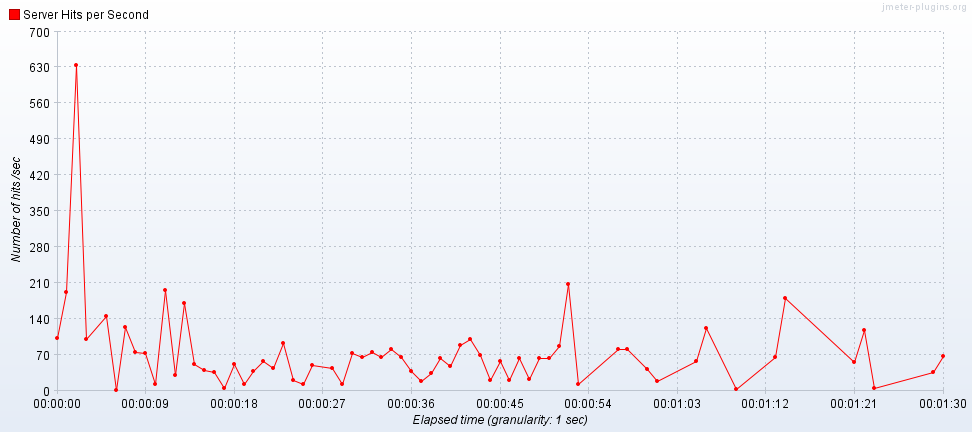 jmeter-plugins.org
Server Hits per Second
700
630
560
490
420
350
280
210
140
70
0
Number of hits /sec
00:00:00 00:00:09 00:00:18 00:00:27 00:00:36 00:00:45 00:00:54 00:01:03 00:01:12 00:01:21 00:01:30
Elapsed time (granularity: 1 sec)